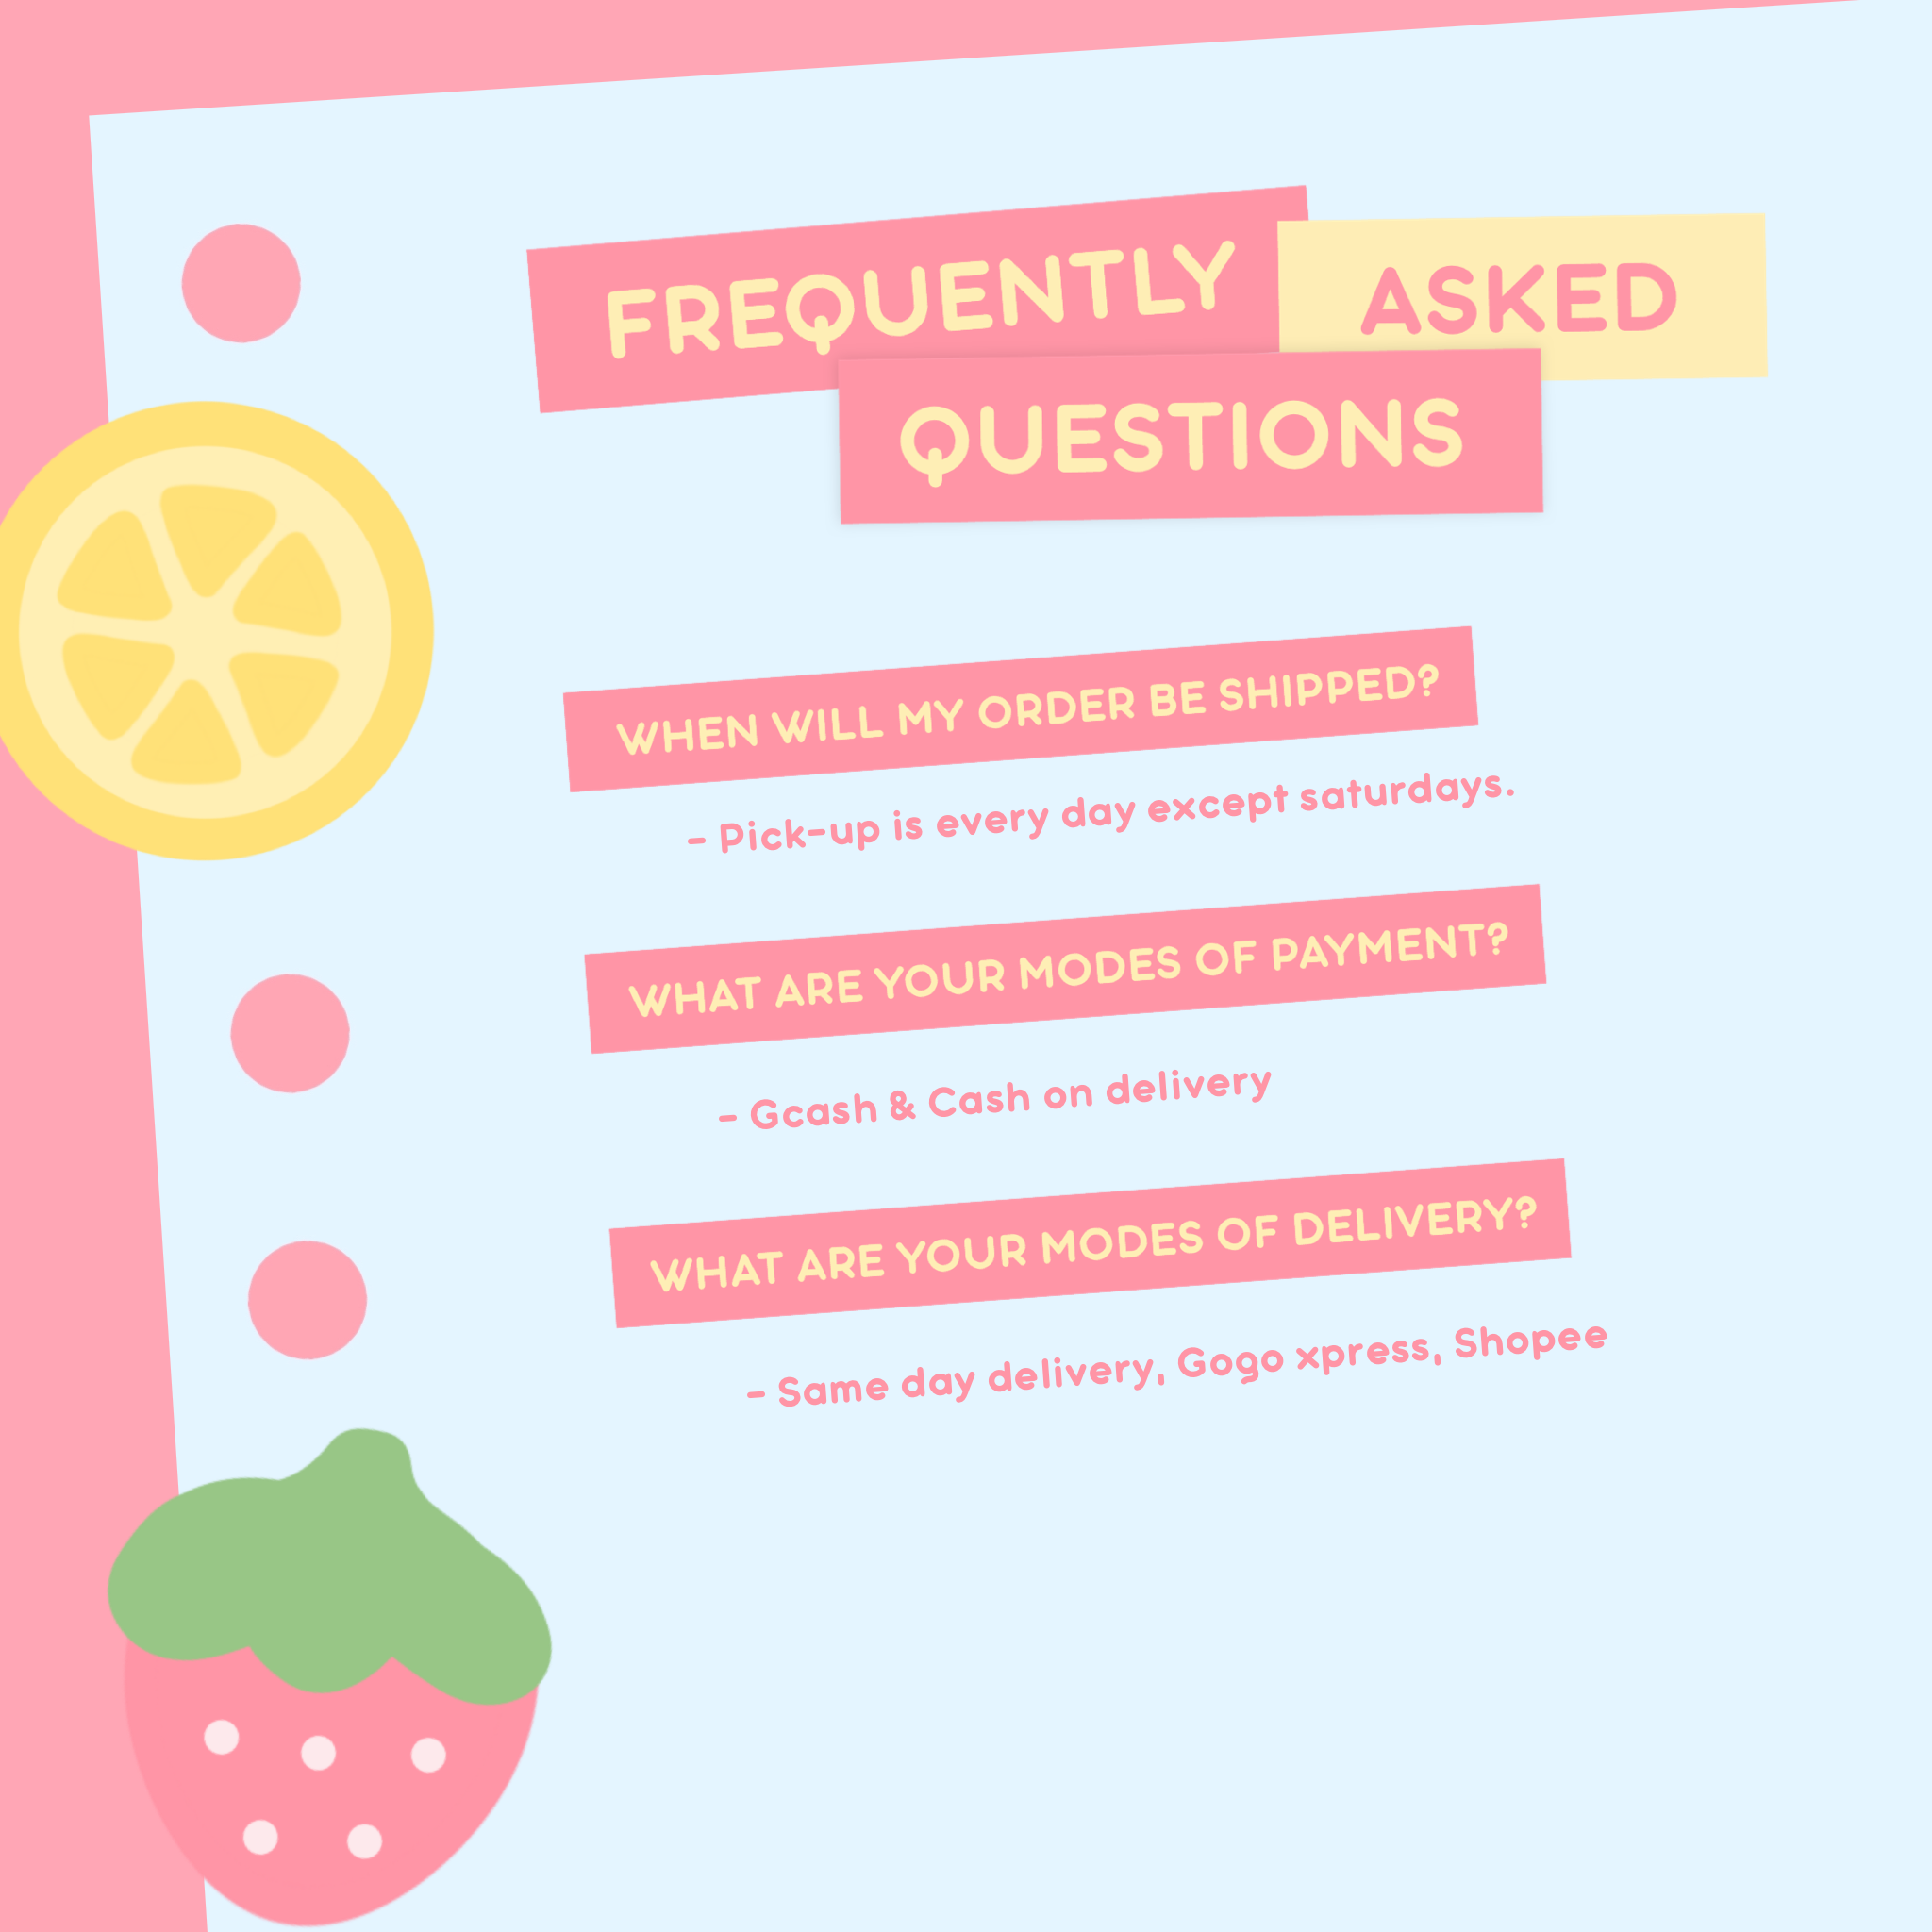 FREQUENTLY ASKED
QUESTIONS
WHEN WILL MY ORDER BE SHIPPED?
- Pick-up is every day except saturdays.
WHAT ARE YOUR MODES OF PAYMENT?
- Gcash & Cash on delivery
WHAT ARE YOUR MODES OF DELIVERY?
- Same day delivery, Gogo xpress, Shopee